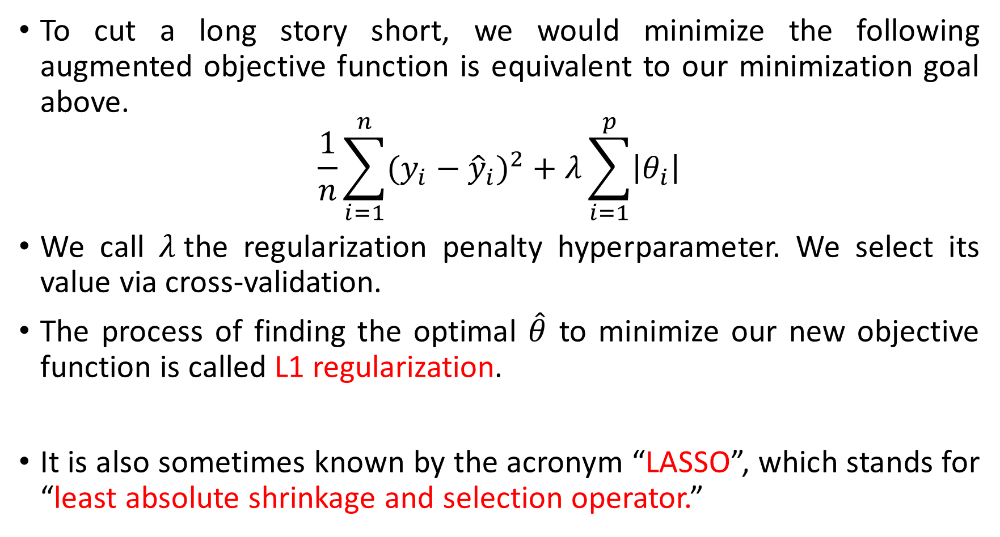 • To cut a long story short, we would minimize the following
augmented objective function is equivalent to our minimization goal
above.
\frac{1}{n} \sum_{i=1}^{n} (y_i - \hat{y}_i)^2 + \lambda \sum_{i=1}^{p} |\theta_i|
• We call λ the regularization penalty hyperparameter. We select its
value via cross-validation.
• The process of finding the optimal \hat{\theta} to minimize our new objective
function is called L1 regularization.
• It is also sometimes known by the acronym “LASSO”, which stands for
“least absolute shrinkage and selection operator.”